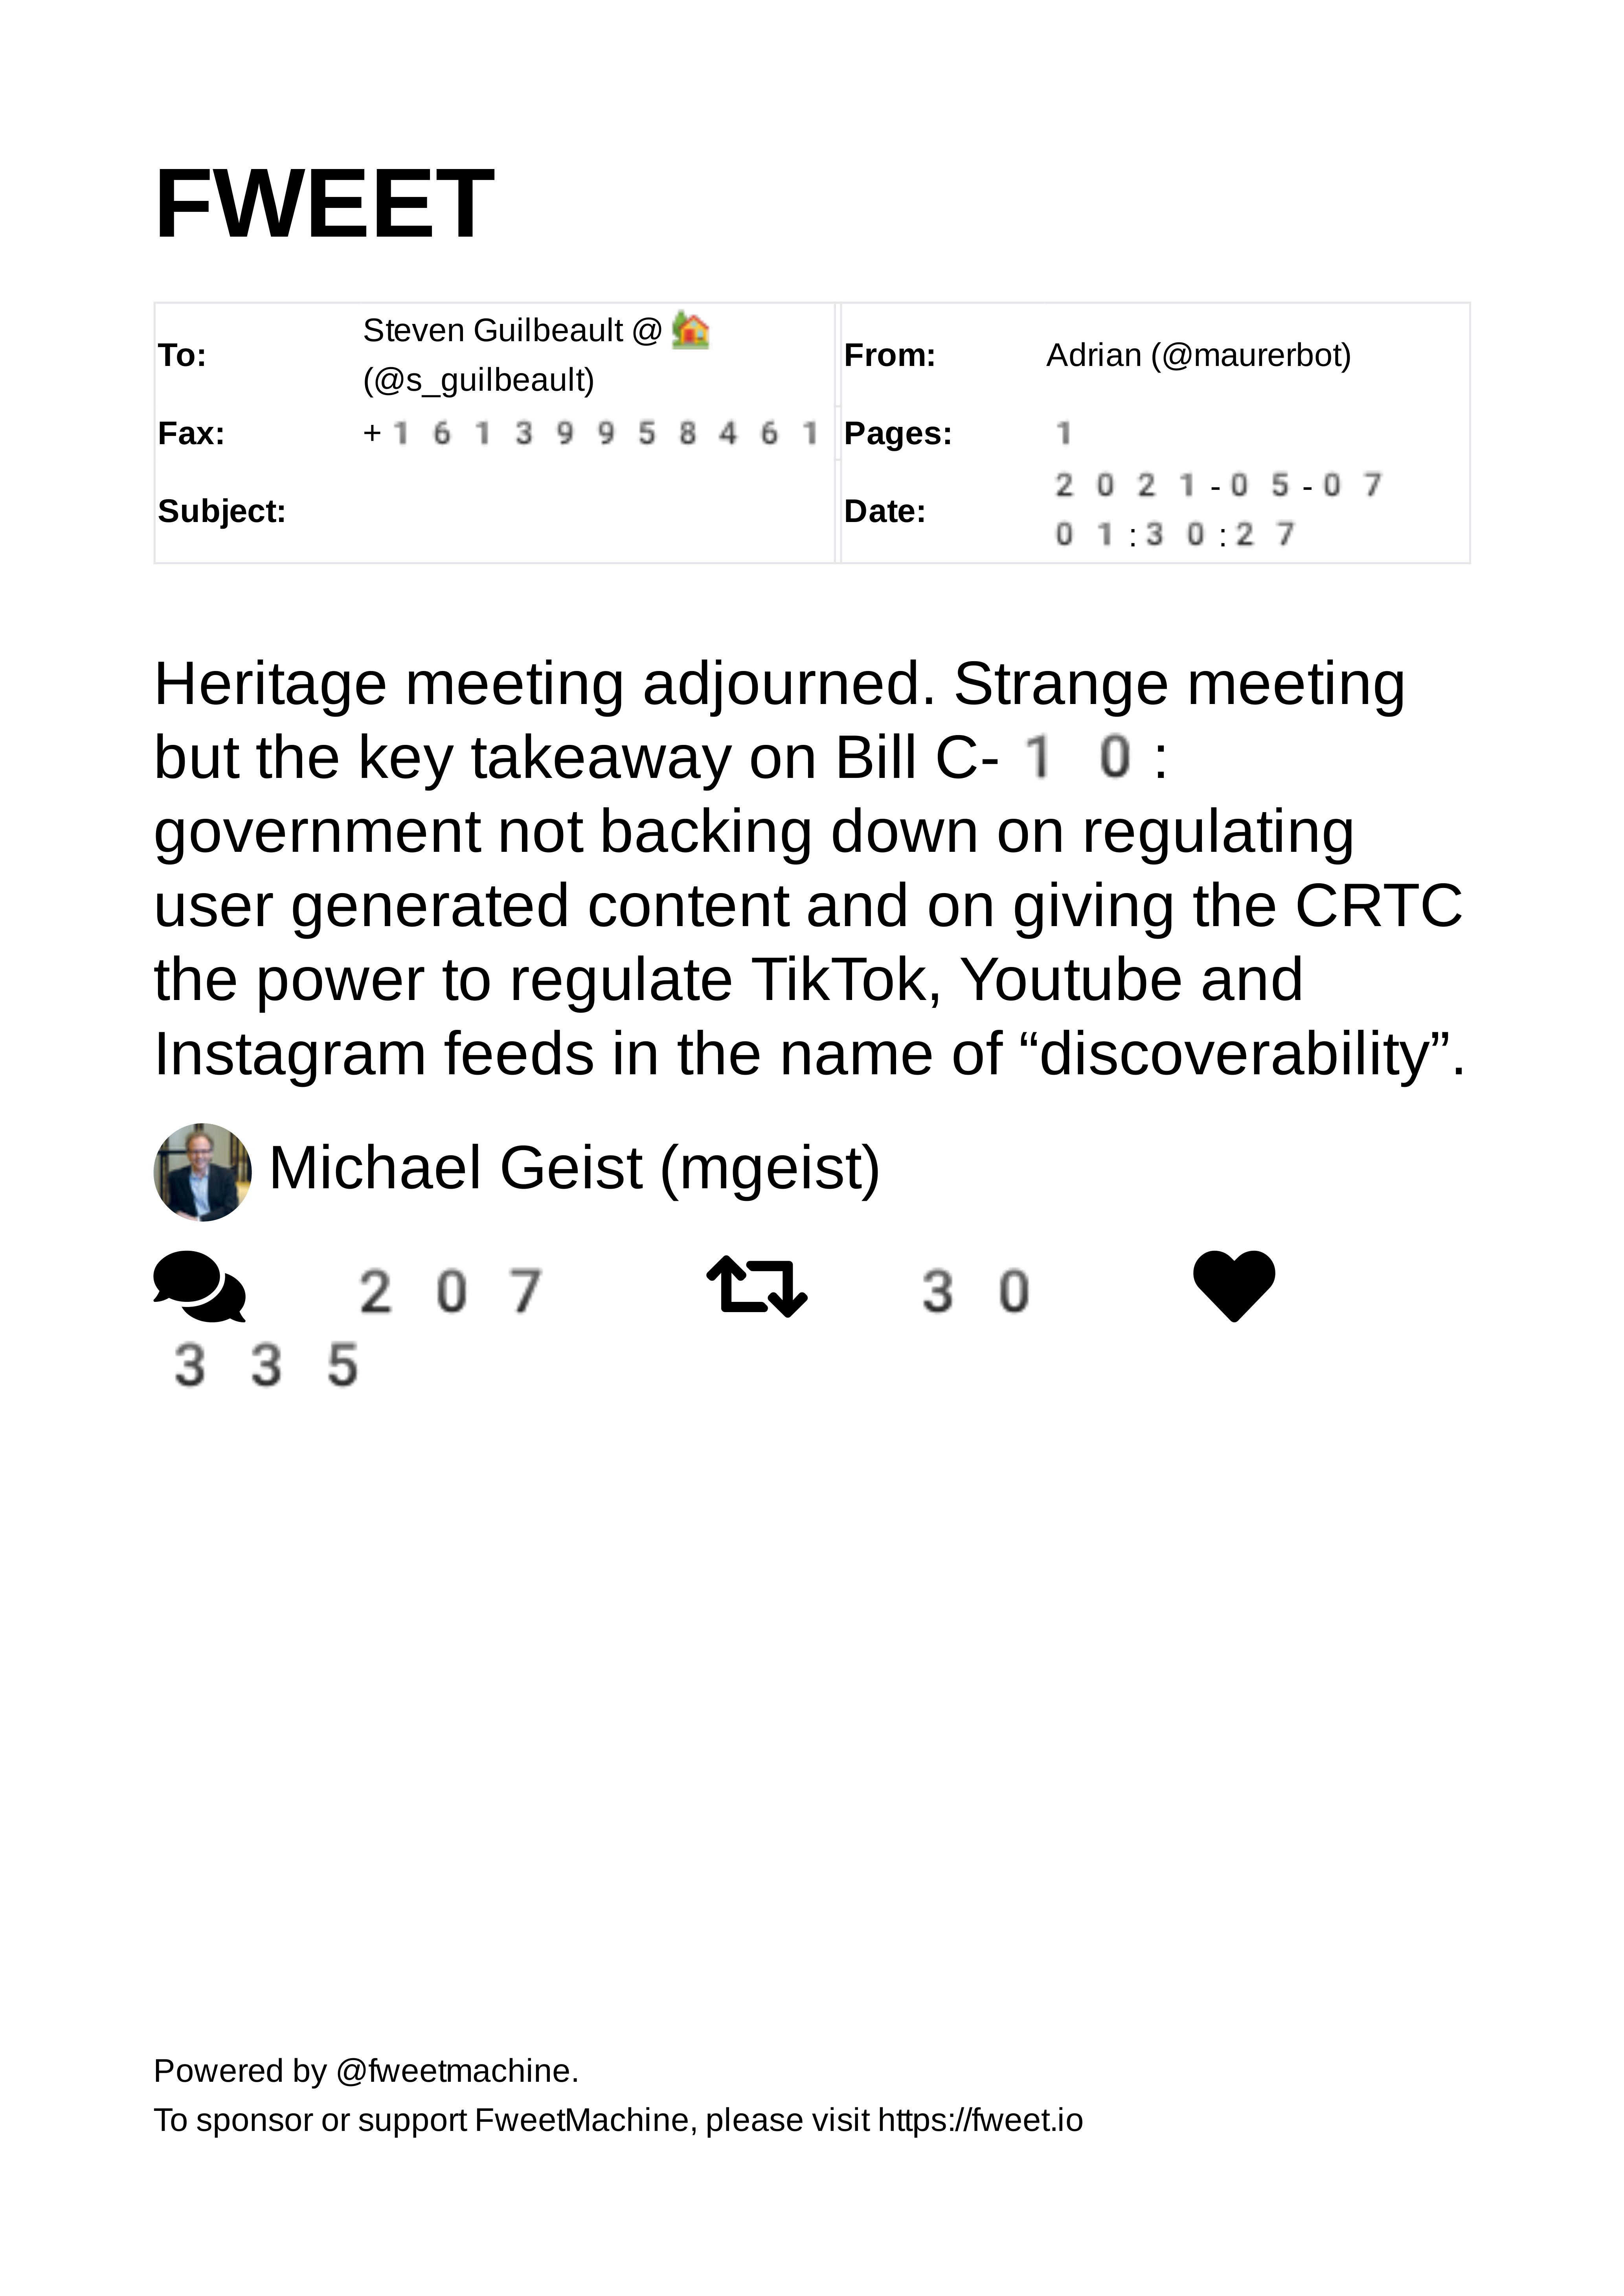 FWEET
To: Steven Guilbeault @ 🏡 (@s_guilbeault)
From: Adrian (@maurerbot)
Fax: +16139958461
Pages: 1
Subject:
Date: 2021-05-07 01:30:27
Heritage meeting adjourned. Strange meeting
but the key takeaway on Bill C-10:
government not backing down on regulating
user generated content and on giving the CRTC
the power to regulate TikTok, Youtube and
Instagram feeds in the name of “discoverability”.
Michael Geist (mgeist)
207 30
335
Powered by @fweetmachine.
To sponsor or support FweetMachine, please visit https://fweet.io